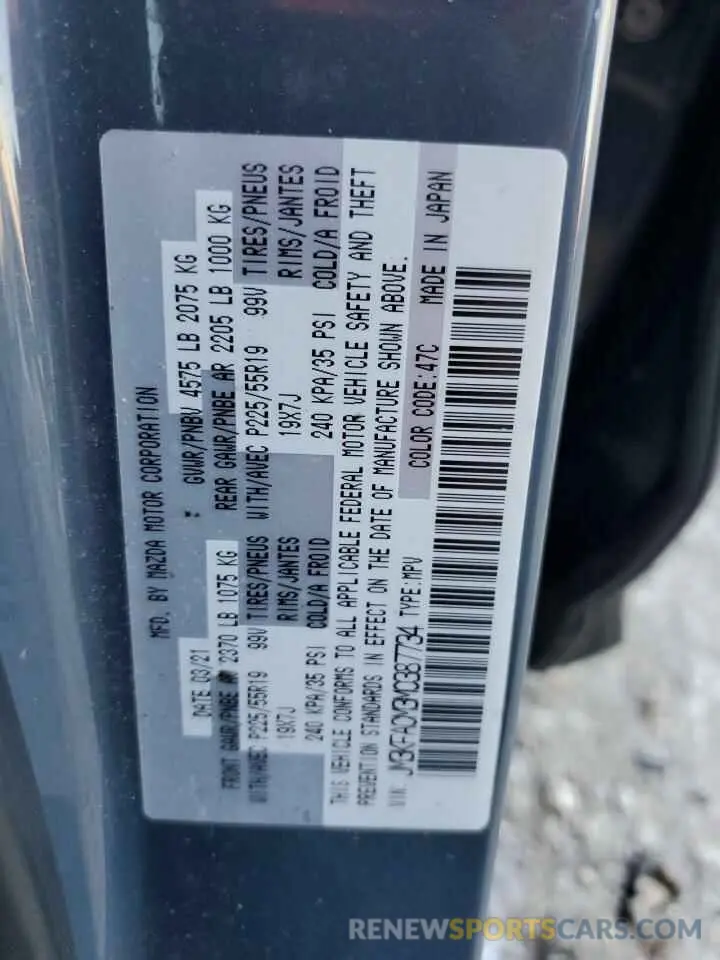 MFD. BY MAZDA MOTOR CORPORATION
DATE 03/21 GVWR/PNBV 4575 LB 2075 KG
FRONT GAWR/PNBE AV 2370 LB 1075 KG REAR GAWR/PNBE AR 2205 LB 1000 KG
WITH/AVEC P225/55R19 99V TIRES/PNEUS WITH/AVEC P225/55R19 99V TIRES/PNEUS
19X7J RIMS/JANTES 19X7J RIMS/JANTES
240 KPA/35 PSI COLD/A FROID 240 KPA/35 PSI COLD/A FROID
THIS VEHICLE CONFORMS TO ALL APPLICABLE FEDERAL MOTOR VEHICLE SAFETY AND THEFT
PREVENTION STANDARDS IN EFFECT ON THE DATE OF MANUFACTURE SHOWN ABOVE.
VIN: JM3KFACM3M0387734 TYPE:MPV COLOR CODE:47C MADE IN JAPAN
RENEWSPORTSCARS.COM